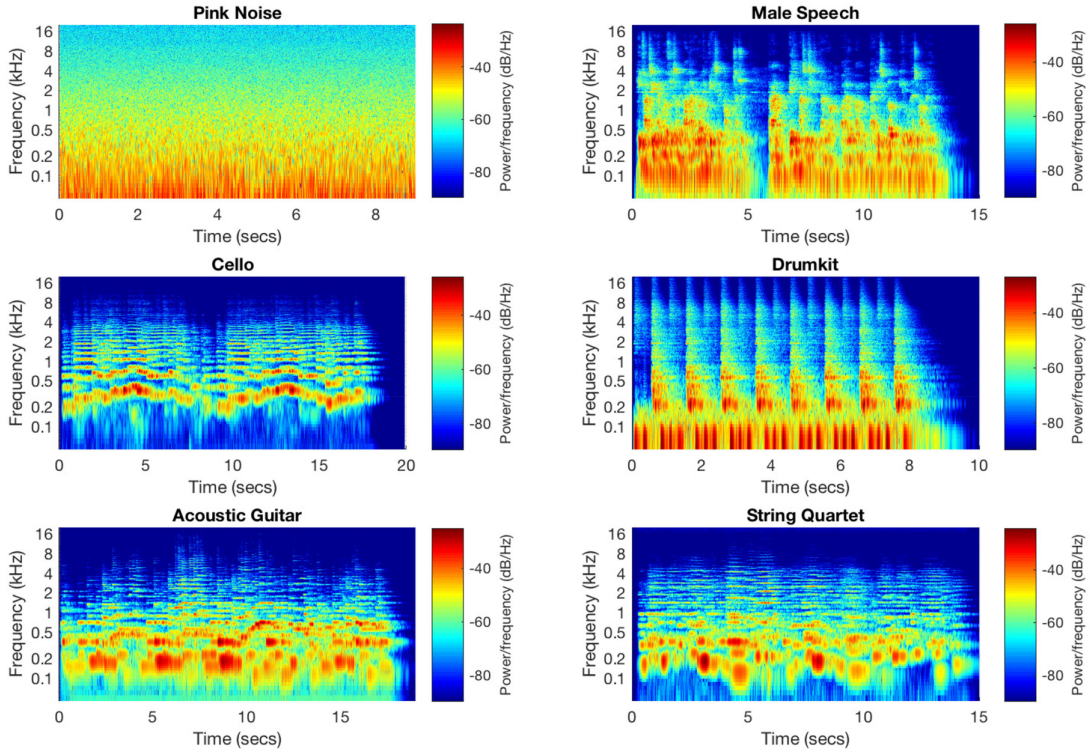 Pink Noise
Frequency (kHz)
16
8
4
2
1
0.5
0.2
0.1
0 2 4 6 8
Time (secs)
-40
-60
-80
Power/frequency (dB/Hz)
Male Speech
Frequency (kHz)
16
8
4
2
1
0.5
0.2
0.1
0 5 10 15
Time (secs)
-40
-60
-80
Power/frequency (dB/Hz)
Cello
Frequency (kHz)
16
8
4
2
1
0.5
0.2
0.1
0 5 10 15 20
Time (secs)
-40
-60
-80
Power/frequency (dB/Hz)
Drumkit
Frequency (kHz)
16
8
4
2
1
0.5
0.2
0.1
0 2 4 6 8 10
Time (secs)
-40
-60
-80
Power/frequency (dB/Hz)
Acoustic Guitar
Frequency (kHz)
16
8
4
2
1
0.5
0.2
0.1
0 5 10 15
Time (secs)
-40
-60
-80
Power/frequency (dB/Hz)
String Quartet
Frequency (kHz)
16
8
4
2
1
0.5
0.2
0.1
0 5 10 15
Time (secs)
-40
-60
-80
Power/frequency (dB/Hz)